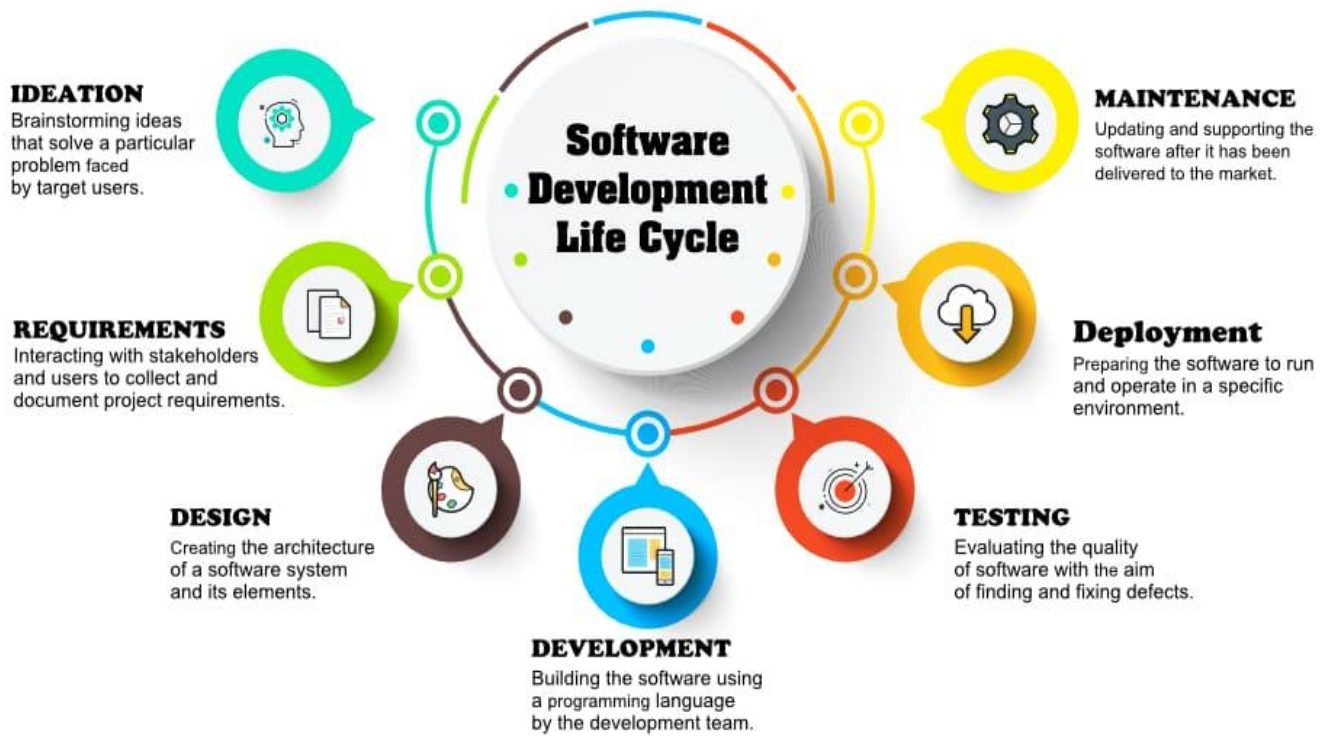 Software
Development
Life Cycle
IDEATION
Brainstorming ideas
that solve a particular
problem faced
by target users.
REQUIREMENTS
Interacting with stakeholders
and users to collect and
document project requirements.
DESIGN
Creating the architecture
of a software system
and its elements.
DEVELOPMENT
Building the software using
a programming language
by the development team.
TESTING
Evaluating the quality
of software with the aim
of finding and fixing defects.
Deployment
Preparing the software to run
and operate in a specific
environment.
MAINTENANCE
Updating and supporting the
software after it has been
delivered to the market.